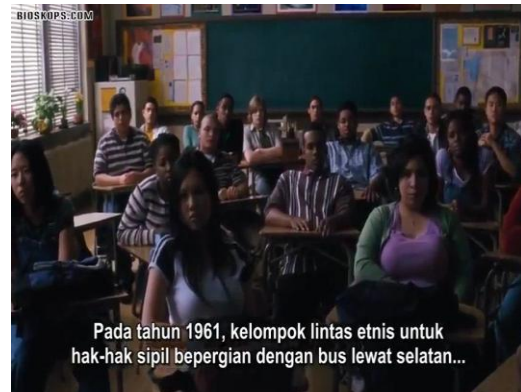 BIOSKOPS.COM
Pada tahun 1961, kelompok lintas etnis untuk
hak-hak sipil bepergian dengan bus lewat selatan...